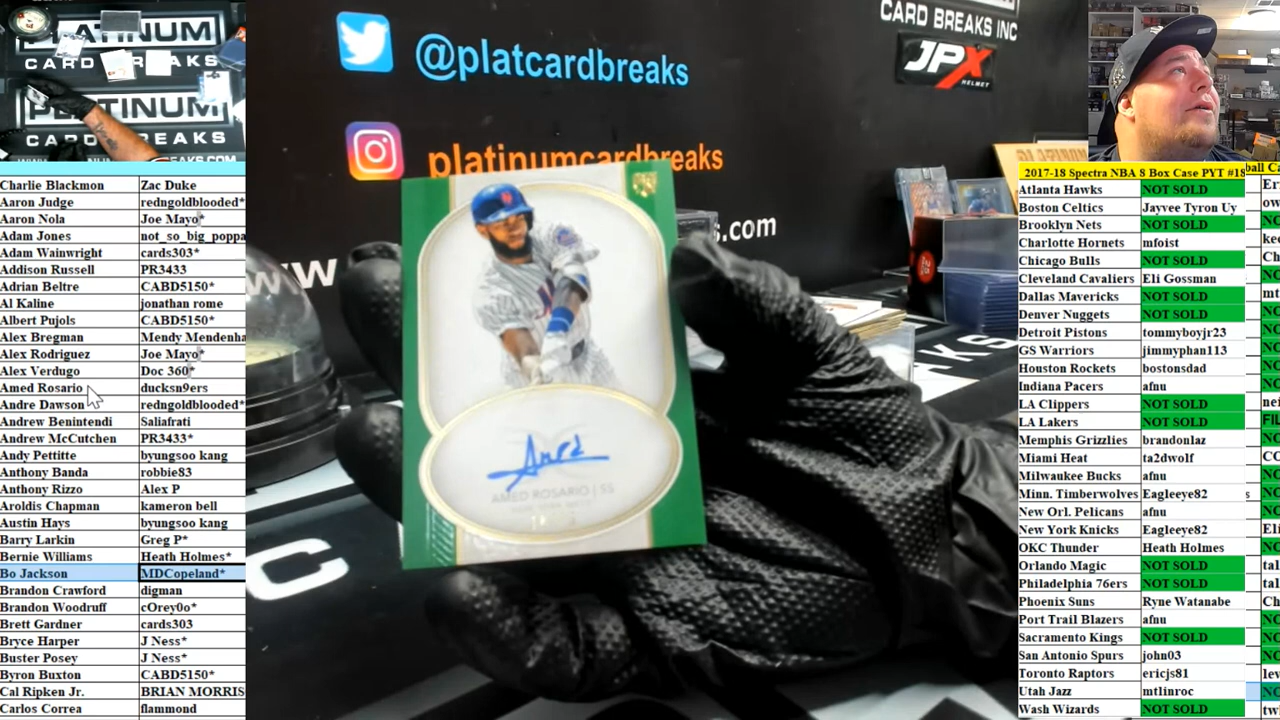 PLATINUM
CARD BREAKS
PLATINUM
CARD BREAKS
CARD BREAKS INC
JPX
HELMET
@platcardbreaks
platinumcardbreaks
www
s.com
Amed
AMED ROSARIO | SS
Charlie Blackmon Zac Duke
Aaron Judge redngoldblooded*
Aaron Nola Joe Mayo*
Adam Jones not_so_big_poppa
Adam Wainwright cards303*
Addison Russell PR3433
Adrian Beltre CABD5150*
Al Kaline jonathan rome
Albert Pujols CABD5150*
Alex Bregman Mendy Mendenha
Alex Rodriguez Joe Mayo*
Alex Verdugo Doc 360*
Amed Rosario ducksn9ers
Andre Dawson redngoldblooded*
Andrew Benintendi Saliafrati
Andrew McCutchen PR3433*
Andy Pettitte byungsoo kang
Anthony Banda robbie83
Anthony Rizzo Alex P
Aroldis Chapman kameron bell
Austin Hays byungsoo kang
Barry Larkin Greg P*
Bernie Williams Heath Holmes*
Bo Jackson MDCopeland*
Brandon Crawford digman
Brandon Woodruff cOrey0o*
Brett Gardner cards303
Bryce Harper J Ness*
Buster Posey J Ness*
Byron Buxton CABD5150*
Cal Ripken Jr. BRIAN MORRIS
Carlos Correa flammond
2017-18 Spectra NBA 8 Box Case PYT #18
Atlanta Hawks NOT SOLD
Boston Celtics Jayvee Tyron Uy
Brooklyn Nets NOT SOLD
Charlotte Hornets mfoist
Chicago Bulls NOT SOLD
Cleveland Cavaliers Eli Gossman
Dallas Mavericks NOT SOLD
Denver Nuggets NOT SOLD
Detroit Pistons tommyboyjr23
GS Warriors jimmyphan113
Houston Rockets bostonsdad
Indiana Pacers afnu
LA Clippers NOT SOLD
LA Lakers NOT SOLD
Memphis Grizzlies brandonlaz
Miami Heat ta2dwolf
Milwaukee Bucks afnu
Minn. Timberwolves Eagleeye82
New Orl. Pelicans afnu
New York Knicks Eagleeye82
OKC Thunder Heath Holmes
Orlando Magic NOT SOLD
Philadelphia 76ers NOT SOLD
Phoenix Suns Ryne Watanabe
Port Trail Blazers afnu
Sacramento Kings NOT SOLD
San Antonio Spurs john03
Toronto Raptors ericjs81
Utah Jazz mtlinroc
Wash Wizards NOT SOLD